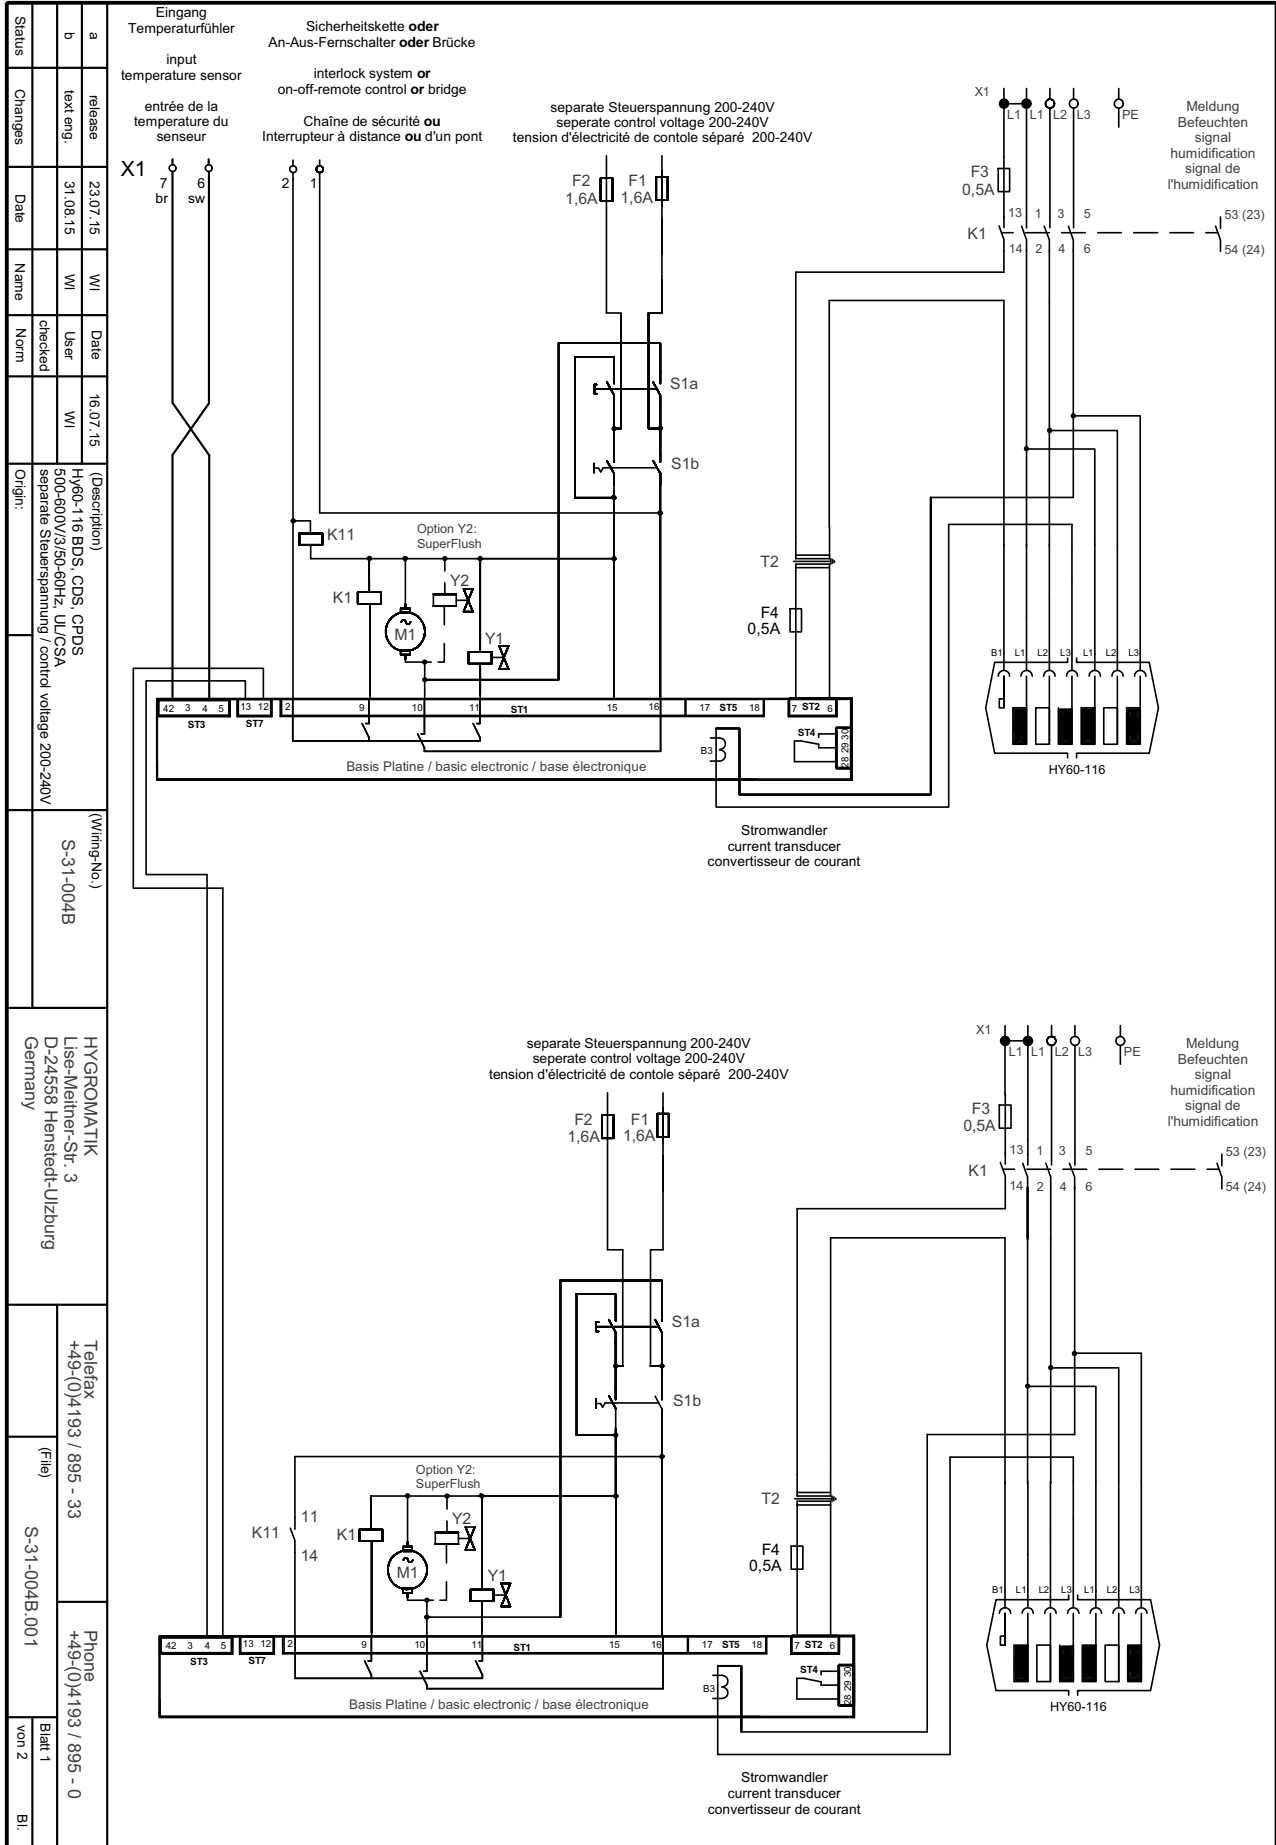 Eingang
Temperaturfühler
input
temperature sensor
entrée de la
temperature du
senseur
Sicherheitskette oder
An-Aus-Fernschalter oder Brücke
interlock system or
on-off-remote control or bridge
Chaîne de sécurité ou
Interrupteur à distance ou d'un pont
separate Steuerspannung 200-240V
seperate control voltage 200-240V
tension d'électricité de contole séparé 200-240V
X1
L1 L1 L2 L3 PE
Meldung
Befeuchten
signal
humidification
signal de
l'humidification
X1
7 6
br sw
2 1
F2 F1
1,6A 1,6A
F3
0,5A
13 1 3 5
K1
14 2 4 6
53 (23)
54 (24)
S1a
S1b
K11
Option Y2:
SuperFlush
K1
M1
Y2
Y1
T2
F4
0,5A
B1 L1 L2 L3 L1 L2 L3
HY60-116
42 3 4 5
ST3
13 12
ST7
2 9 10 11 ST1 15 16
17 ST5 18
7 ST2 6
B3
ST4
28 29 30
Basis Platine / basic electronic / base électronique
Stromwandler
current transducer
convertisseur de courant
separate Steuerspannung 200-240V
seperate control voltage 200-240V
tension d'électricité de contole séparé 200-240V
X1
L1 L1 L2 L3 PE
Meldung
Befeuchten
signal
humidification
signal de
l'humidification
F2 F1
1,6A 1,6A
F3
0,5A
13 1 3 5
K1
14 2 4 6
53 (23)
54 (24)
S1a
S1b
Option Y2:
SuperFlush
K11
11
14
K1
M1
Y2
Y1
T2
F4
0,5A
B1 L1 L2 L3 L1 L2 L3
HY60-116
42 3 4 5
ST3
13 12
ST7
2 9 10 11 ST1 15 16
17 ST5 18
7 ST2 6
B3
ST4
28 29 30
Basis Platine / basic electronic / base électronique
Stromwandler
current transducer
convertisseur de courant
a release 23.07.15 WI Date 16.07.15
b text eng. 31.08.15 WI User WI
checked
Status Changes Date Name Norm
(Description)
Hy60-116 BDS, CDS, CPDS
500-600V/3/50-60Hz, UL/CSA
separate Steuerspannung / control voltage 200-240V
Origin:
(Wiring-No.)
S-31-004B
HYGROMATIK
Lise-Meitner-Str. 3
D-24558 Henstedt-Ulzburg
Germany
Telefax
+49-(0)4193 / 895 - 33
Phone
+49-(0)4193 / 895 - 0
(File)
S-31-004B.001
Blatt 1
von 2 Bl.